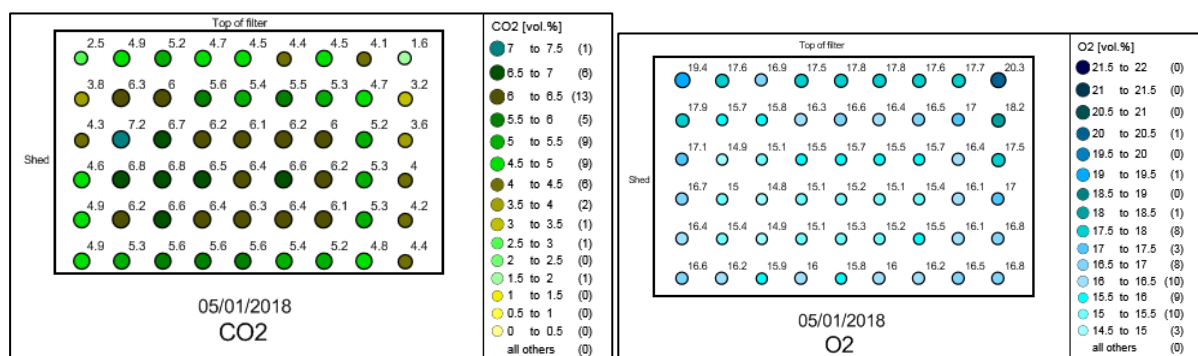 Top of filter
2.5 4.9 5.2 4.7 4.5 4.4 4.5 4.1 1.6
3.8 6.3 6 5.6 5.4 5.5 5.3 4.7 3.2
4.3 7.2 6.7 6.2 6.1 6.2 6 5.2 3.6
Shed
4.6 6.8 6.8 6.5 6.4 6.6 6.2 5.3 4
4.9 6.2 6.6 6.4 6.3 6.4 6.1 5.3 4.2
4.9 5.3 5.6 5.6 5.6 5.4 5.2 4.8 4.4
05/01/2018
CO2
CO2 [vol.%]
7 to 7.5 (1)
6.5 to 7 (6)
6 to 6.5 (13)
5.5 to 6 (5)
5 to 5.5 (9)
4.5 to 5 (9)
4 to 4.5 (6)
3.5 to 4 (2)
3 to 3.5 (1)
2.5 to 3 (1)
2 to 2.5 (0)
1.5 to 2 (1)
1 to 1.5 (0)
0.5 to 1 (0)
0 to 0.5 (0)
all others (0)
Top of filter
19.4 17.6 16.9 17.5 17.8 17.8 17.6 17.7 20.3
17.9 15.7 15.8 16.3 16.6 16.4 16.5 17 18.2
17.1 14.9 15.1 15.5 15.7 15.5 15.7 16.4 17.5
Shed
16.7 15 14.8 15.1 15.2 15.1 15.4 16.1 17
16.4 15.4 14.9 15.1 15.3 15.2 15.5 16.1 16.8
16.6 16.2 15.9 16 15.8 16 16.2 16.5 16.8
05/01/2018
O2
O2 [vol.%]
21.5 to 22 (0)
21 to 21.5 (0)
20.5 to 21 (0)
20 to 20.5 (1)
19.5 to 20 (0)
19 to 19.5 (1)
18.5 to 19 (0)
18 to 18.5 (1)
17.5 to 18 (8)
17 to 17.5 (3)
16.5 to 17 (8)
16 to 16.5 (10)
15.5 to 16 (9)
15 to 15.5 (10)
14.5 to 15 (3)
all others (0)